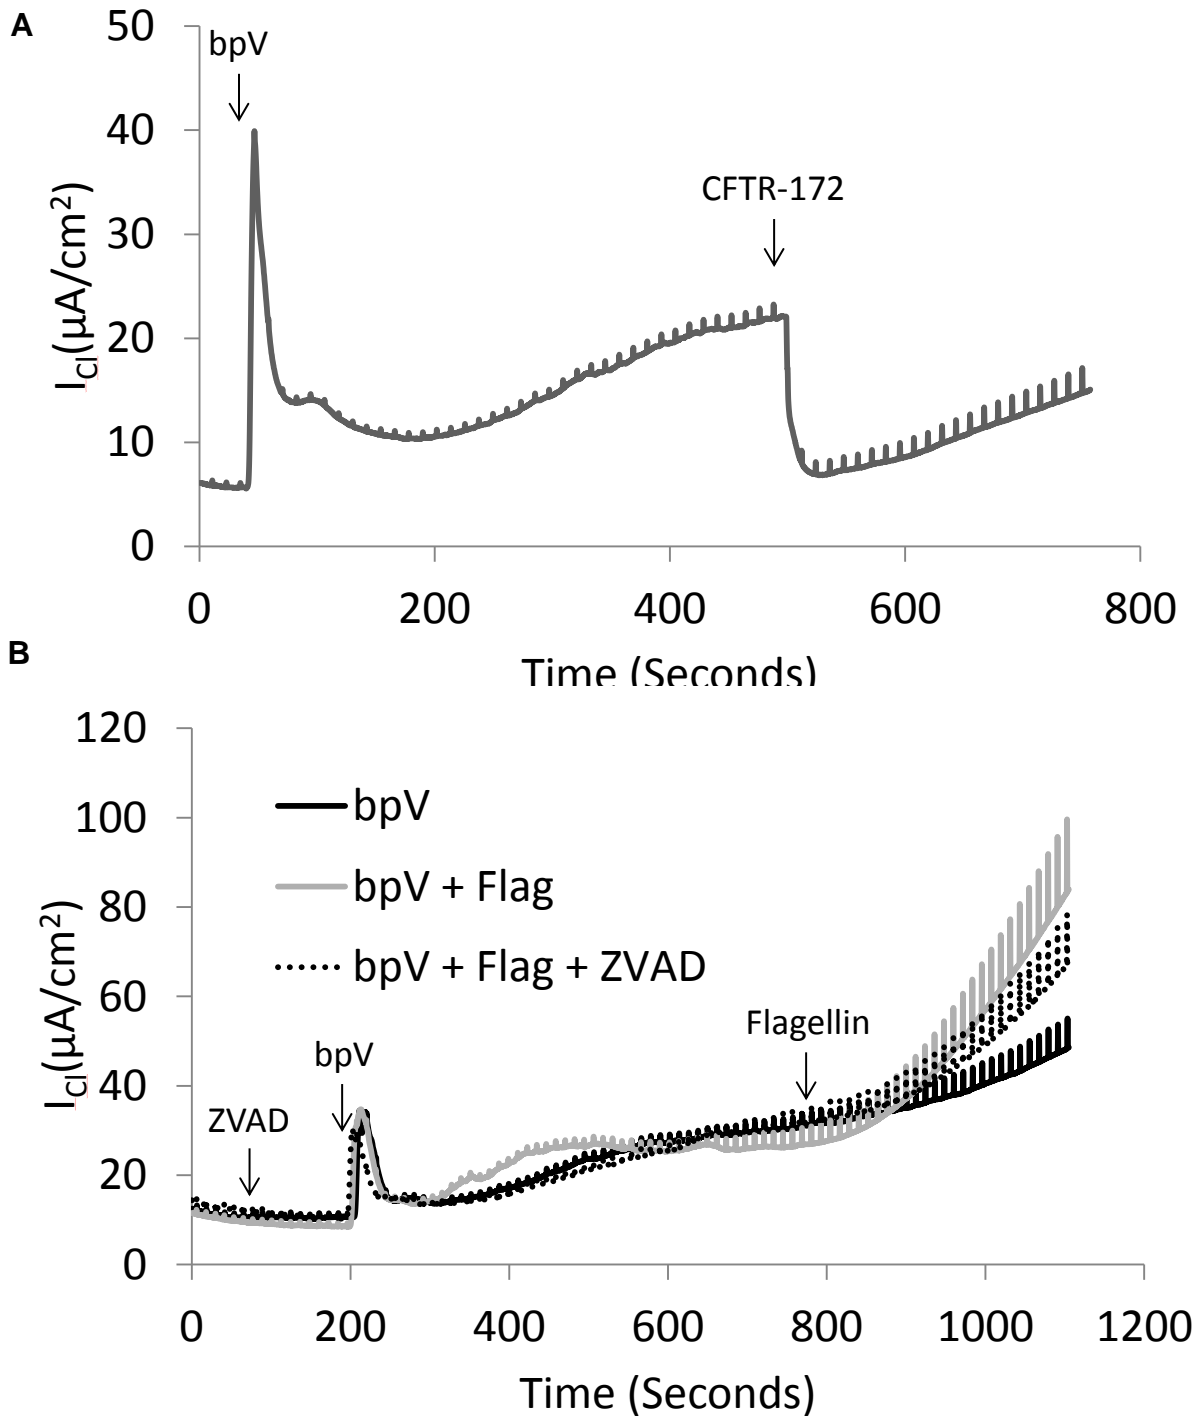 A
50
bpV
40
CFTR-172
30
20
10
0
I_Cl(µA/cm²)
0 200 400 600 800
Time (Seconds)
B
120
100
80
60
40
20
0
I_Cl(µA/cm²)
bpV
bpV + Flag
bpV + Flag + ZVAD
Flagellin
bpV
ZVAD
0 200 400 600 800 1000 1200
Time (Seconds)